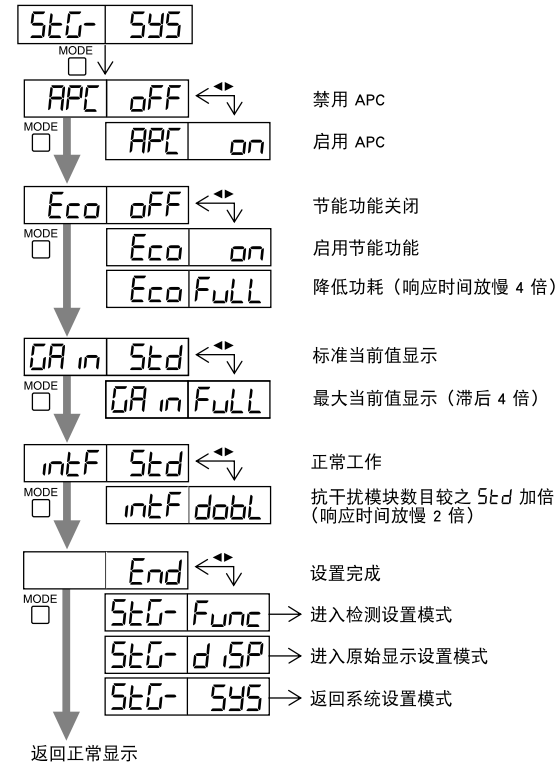 StG- SYS
MODE
APC oFF 禁用 APC
MODE
APC on 启用 APC
Eco oFF 节能功能关闭
MODE
Eco on 启用节能功能
Eco FuLL 降低功耗（响应时间放慢 4 倍）
GAin Std 标准当前值显示
MODE
GAin FuLL 最大当前值显示（滞后 4 倍）
intF Std 正常工作
MODE
intF dobL 抗干扰模块数目较之 Std 加倍
（响应时间放慢 2 倍）
End 设置完成
MODE
StG- Func 进入检测设置模式
StG- diSP 进入原始显示设置模式
StG- SYS 返回系统设置模式
返回正常显示